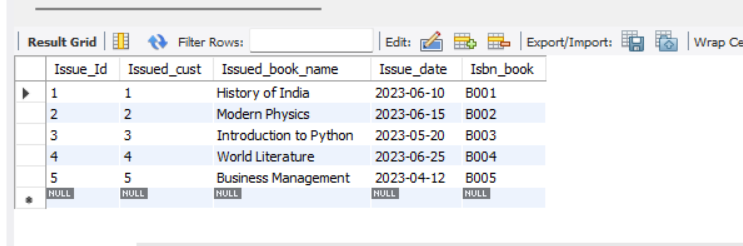 Result Grid Filter Rows: Edit: Export/Import: Wrap Ce
Issue_Id Issued_cust Issued_book_name Issue_date Isbn_book
1 1 History of India 2023-06-10 B001
2 2 Modern Physics 2023-06-15 B002
3 3 Introduction to Python 2023-05-20 B003
4 4 World Literature 2023-06-25 B004
5 5 Business Management 2023-04-12 B005
NULL NULL NULL NULL NULL